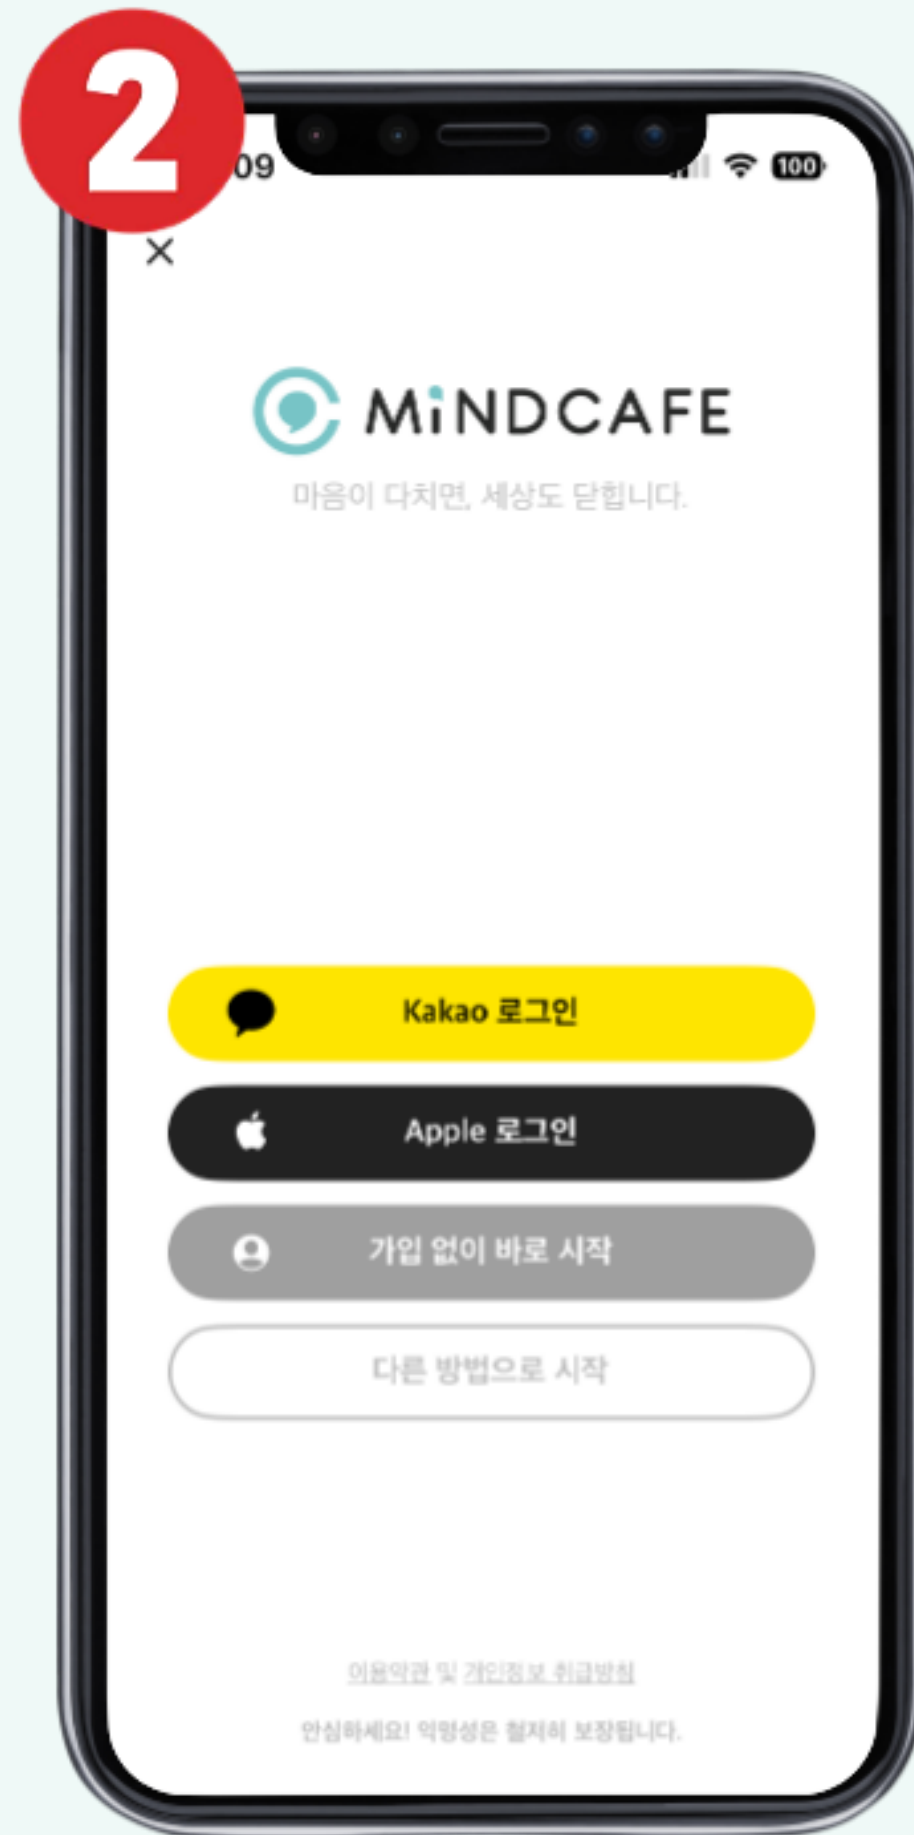 2
09
100
MiNDCAFE
마음이 다치면, 세상도 닫힙니다.
Kakao 로그인
Apple 로그인
가입 없이 바로 시작
다른 방법으로 시작
이용약관 및 개인정보 취급방침
안심하세요! 익명성은 철저히 보장됩니다.